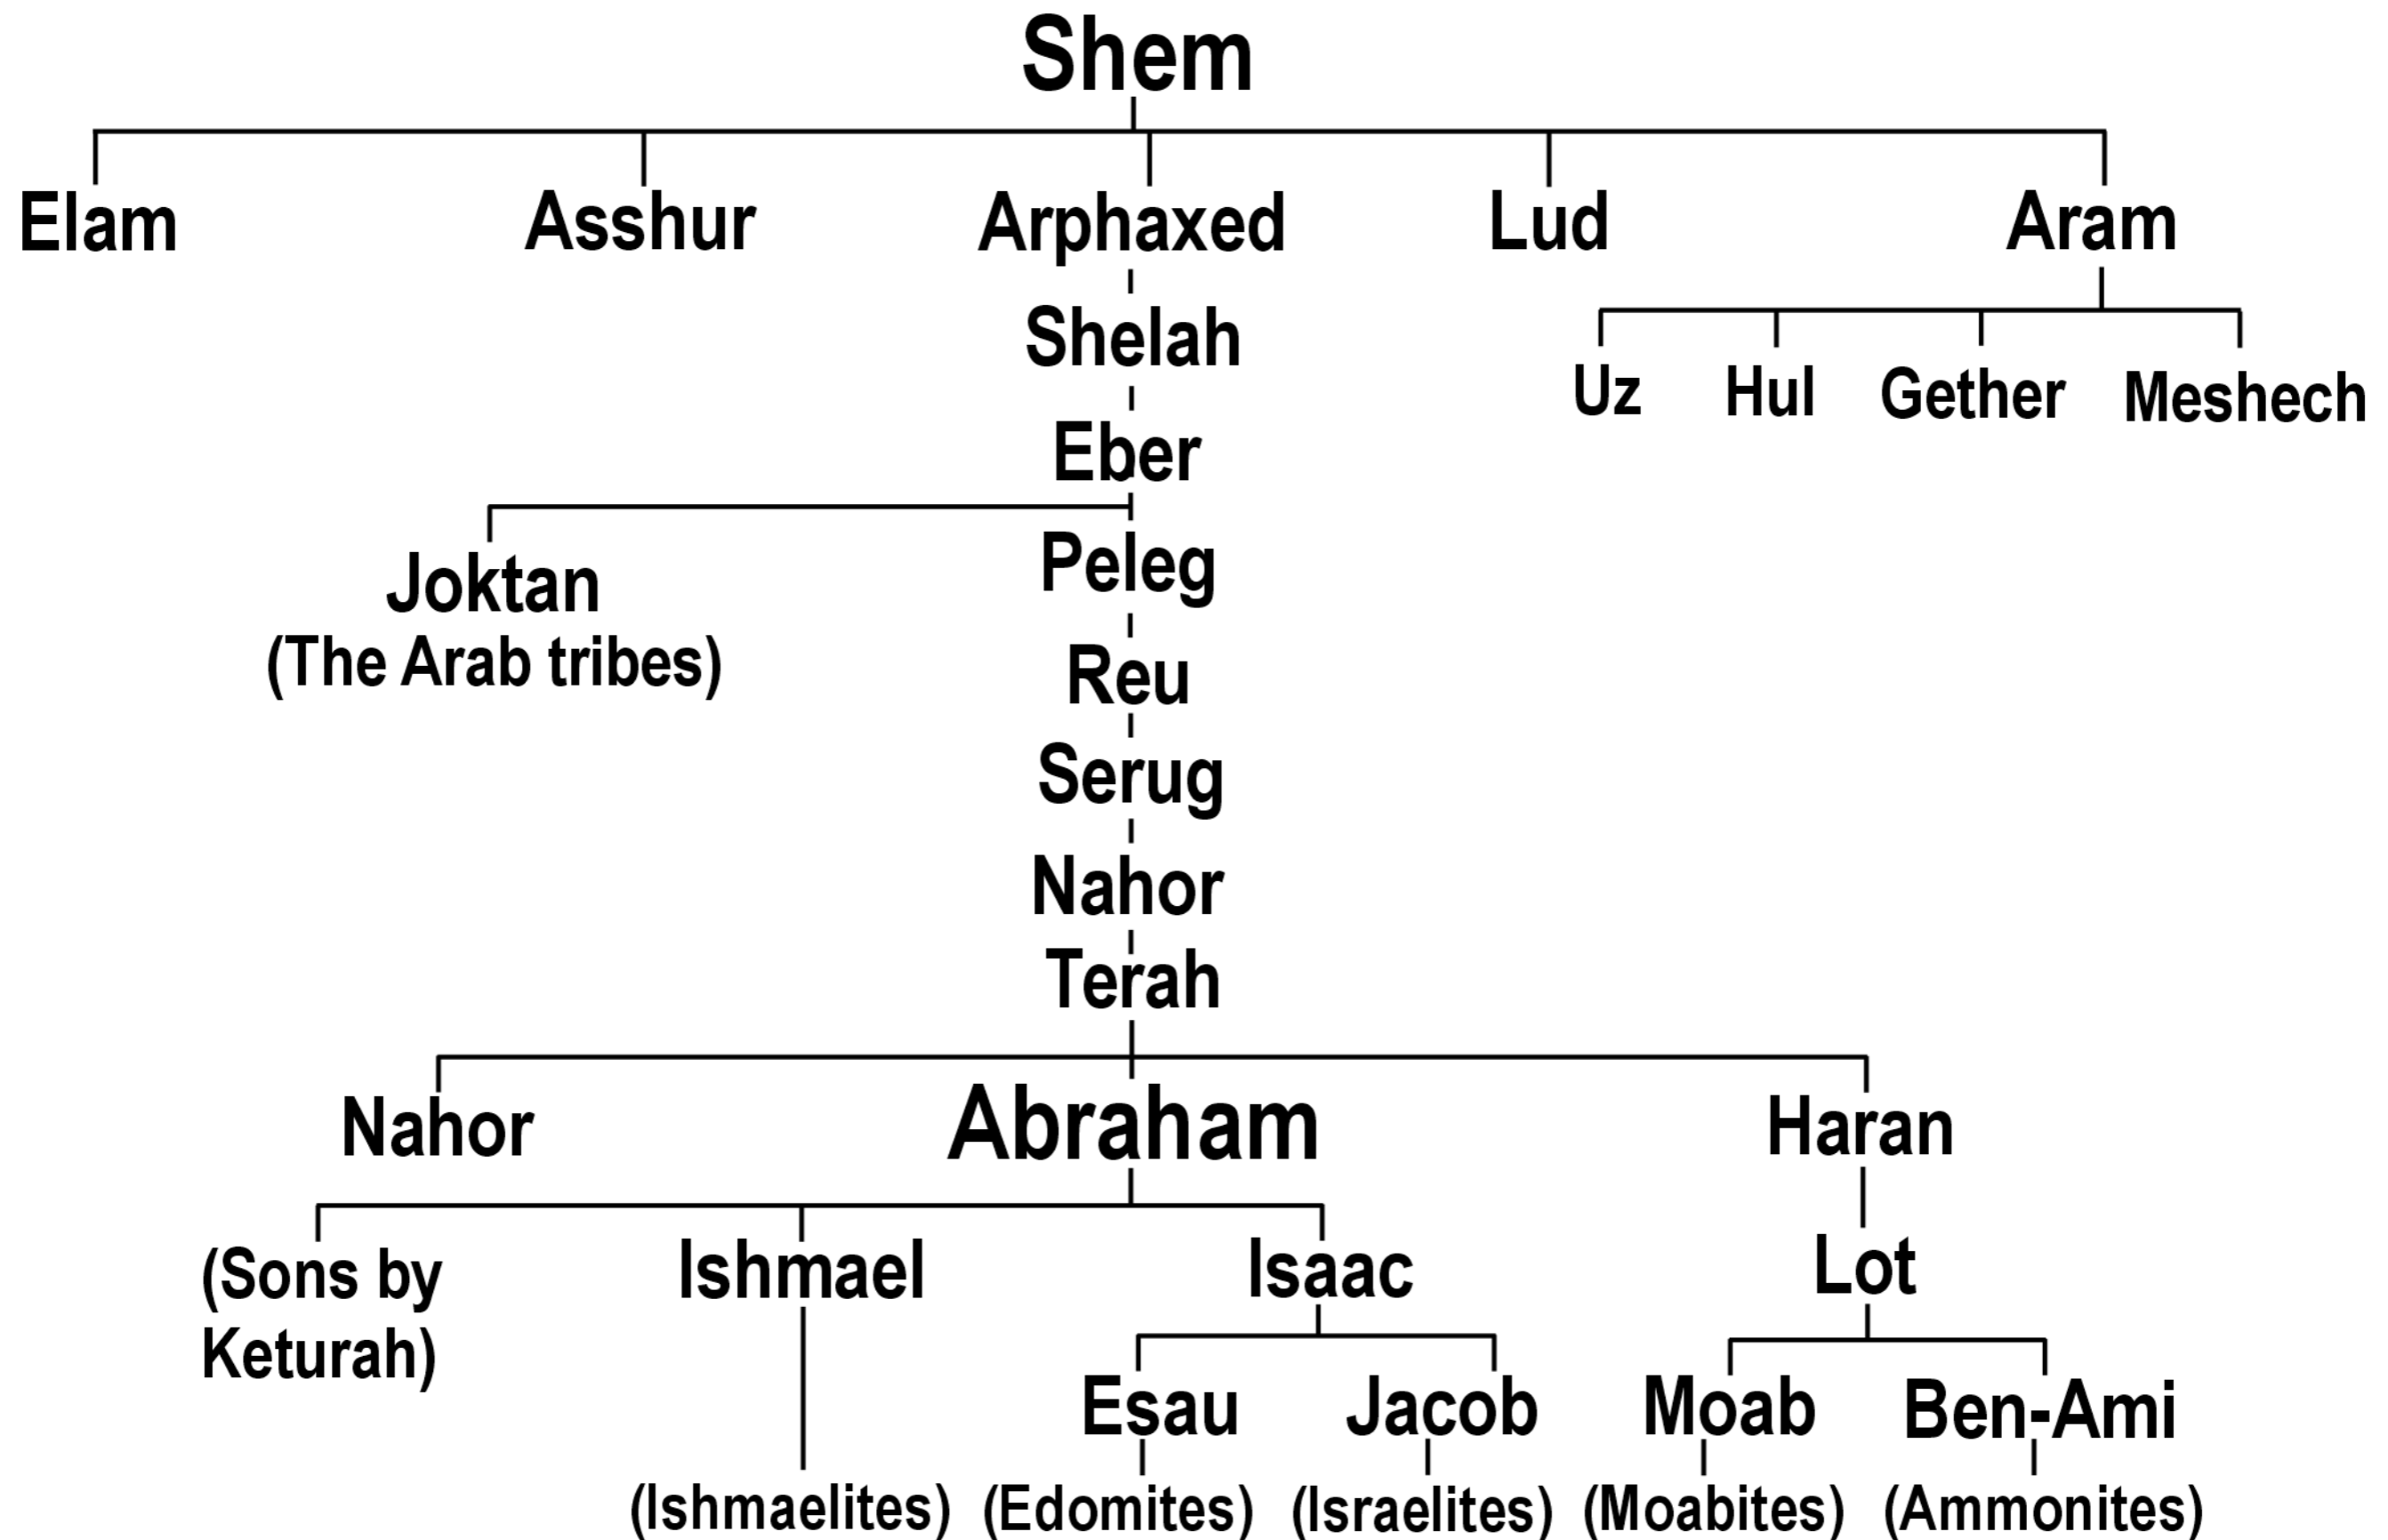 Shem
Elam Asshur Arphaxed Lud Aram
Shelah
Uz Hul Gether Meshech
Eber
Joktan Peleg
(The Arab tribes)
Reu
Serug
Nahor
Terah
Nahor Abraham Haran
(Sons by Ishmael Isaac Lot
Keturah)
Esau Jacob Moab Ben-Ami
(Ishmaelites) (Edomites) (Israelites) (Moabites) (Ammonites)